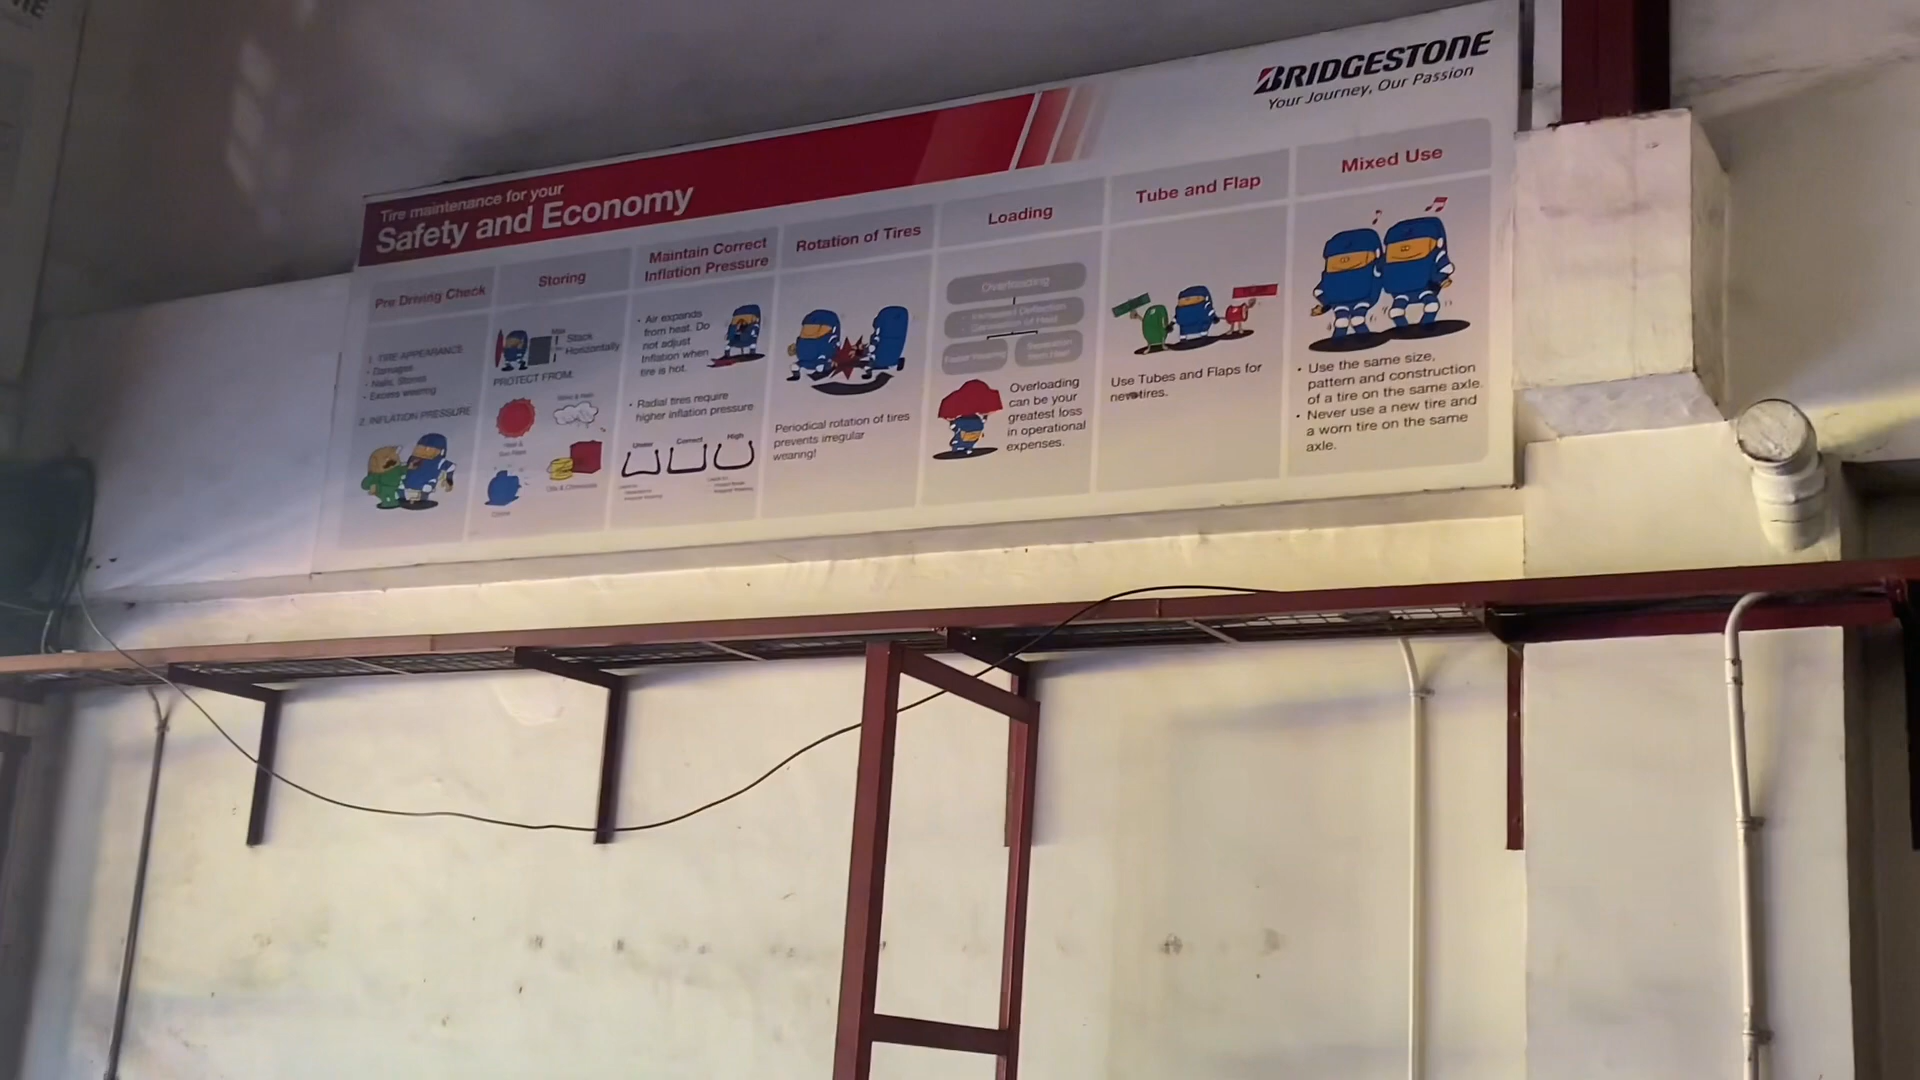 BRIDGESTONE
Your Journey, Our Passion
Tire maintenance for your
Safety and Economy
Pre Driving Check
1. TIRE APPEARANCE
- Damages
- Nails, Stones
- Excess wearing
2. INFLATION PRESSURE
Storing
Max
Stack
Horizontally
PROTECT FROM:
Oils & Chemicals
Ozone
Maintain Correct
Inflation Pressure
• Air expands
from heat. Do
not adjust
Inflation when
tire is hot.
• Radial tires require
higher inflation pressure
Under
Correct
High
Rotation of Tires
Periodical rotation of tires
prevents irregular
wearing!
Loading
Overloading
- Increased Deflection
- Generation of Heat
Faster Wearing
Overloading
can be your
greatest loss
in operational
expenses.
Tube and Flap
Use Tubes and Flaps for
new tires.
Mixed Use
• Use the same size,
pattern and construction
of a tire on the same axle.
• Never use a new tire and
a worn tire on the same
axle.